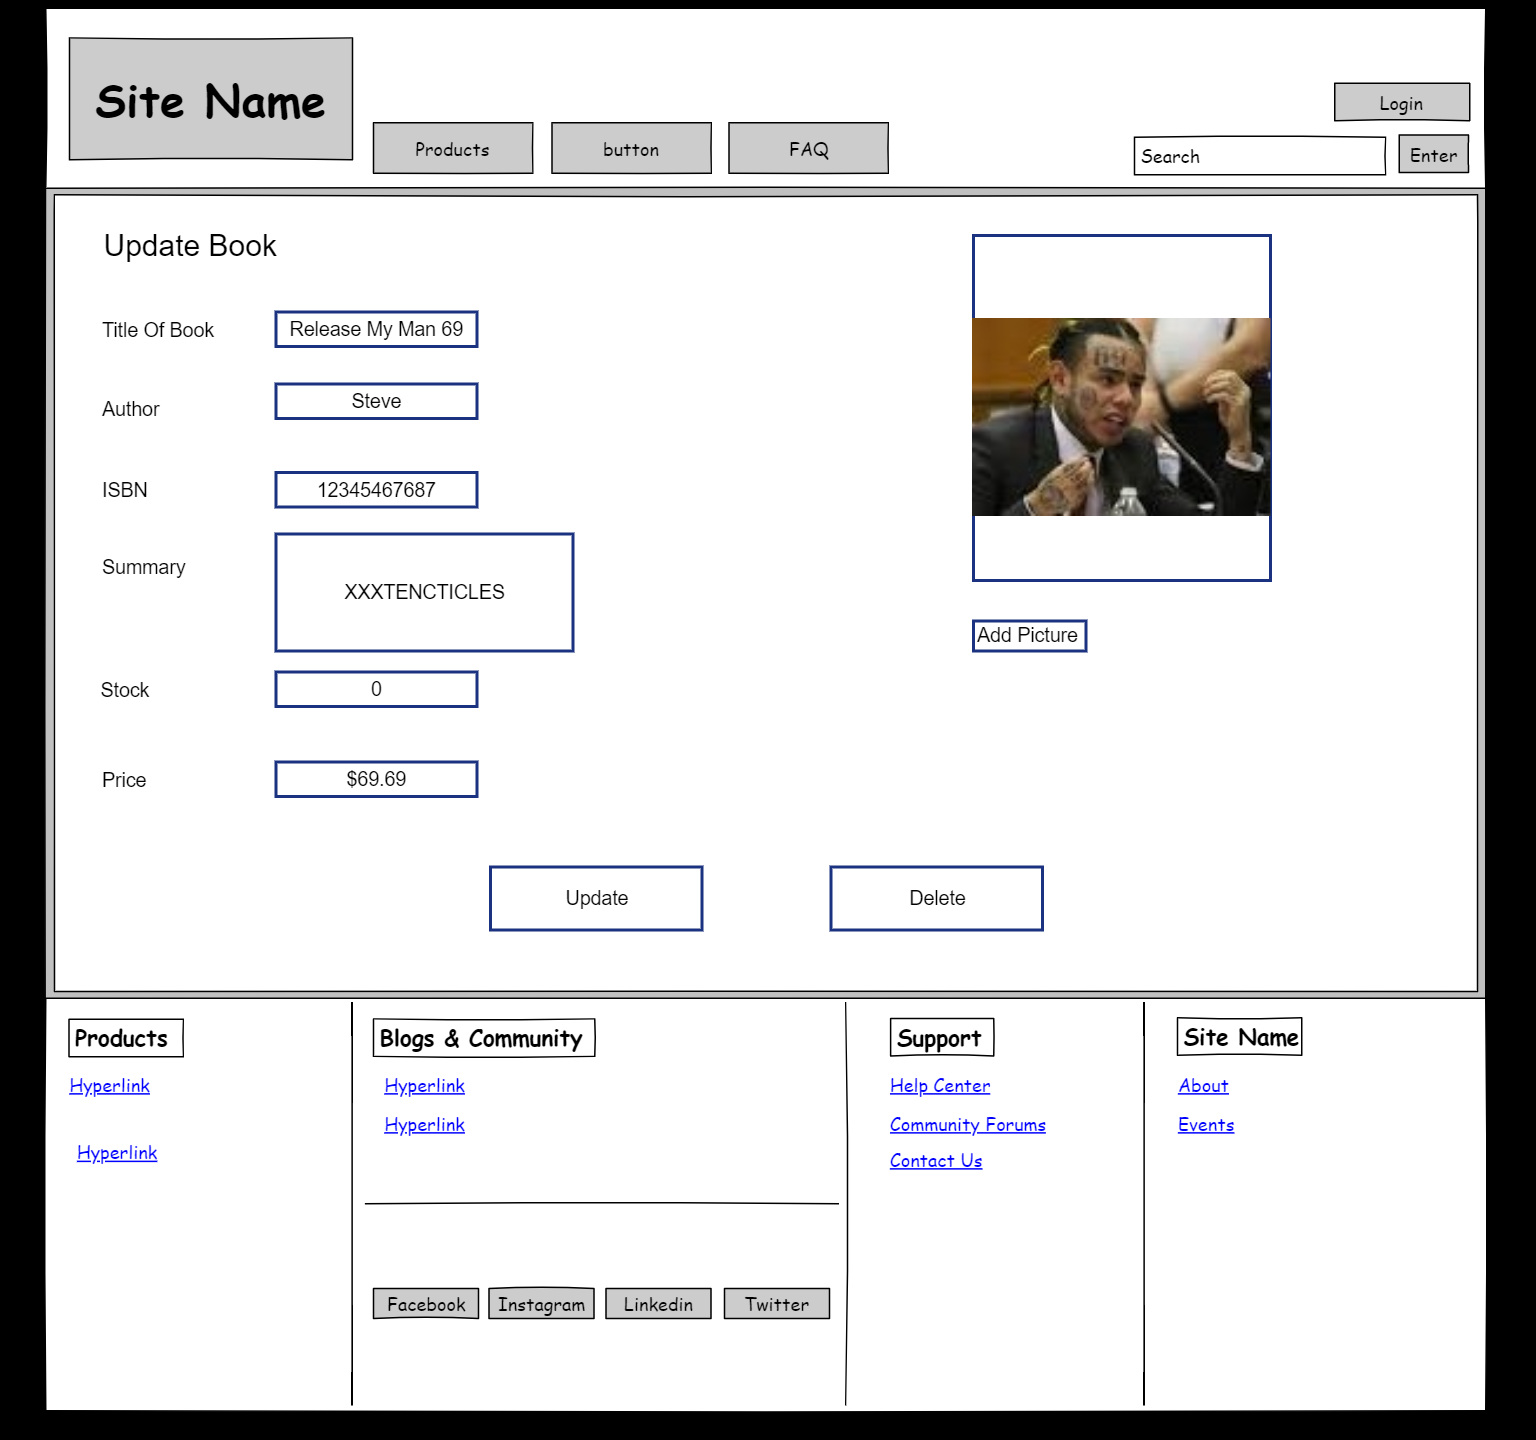 Site Name
Login
Products
button
FAQ
Search
Enter
Update Book
Title Of Book
Release My Man 69
Author
Steve
ISBN
12345467687
Summary
XXXTENCTICLES
Add Picture
Stock
0
Price
$69.69
Update
Delete
Products
Hyperlink
Hyperlink
Blogs & Community
Hyperlink
Hyperlink
Facebook
Instagram
Linkedin
Twitter
Support
Help Center
Community Forums
Contact Us
Site Name
About
Events